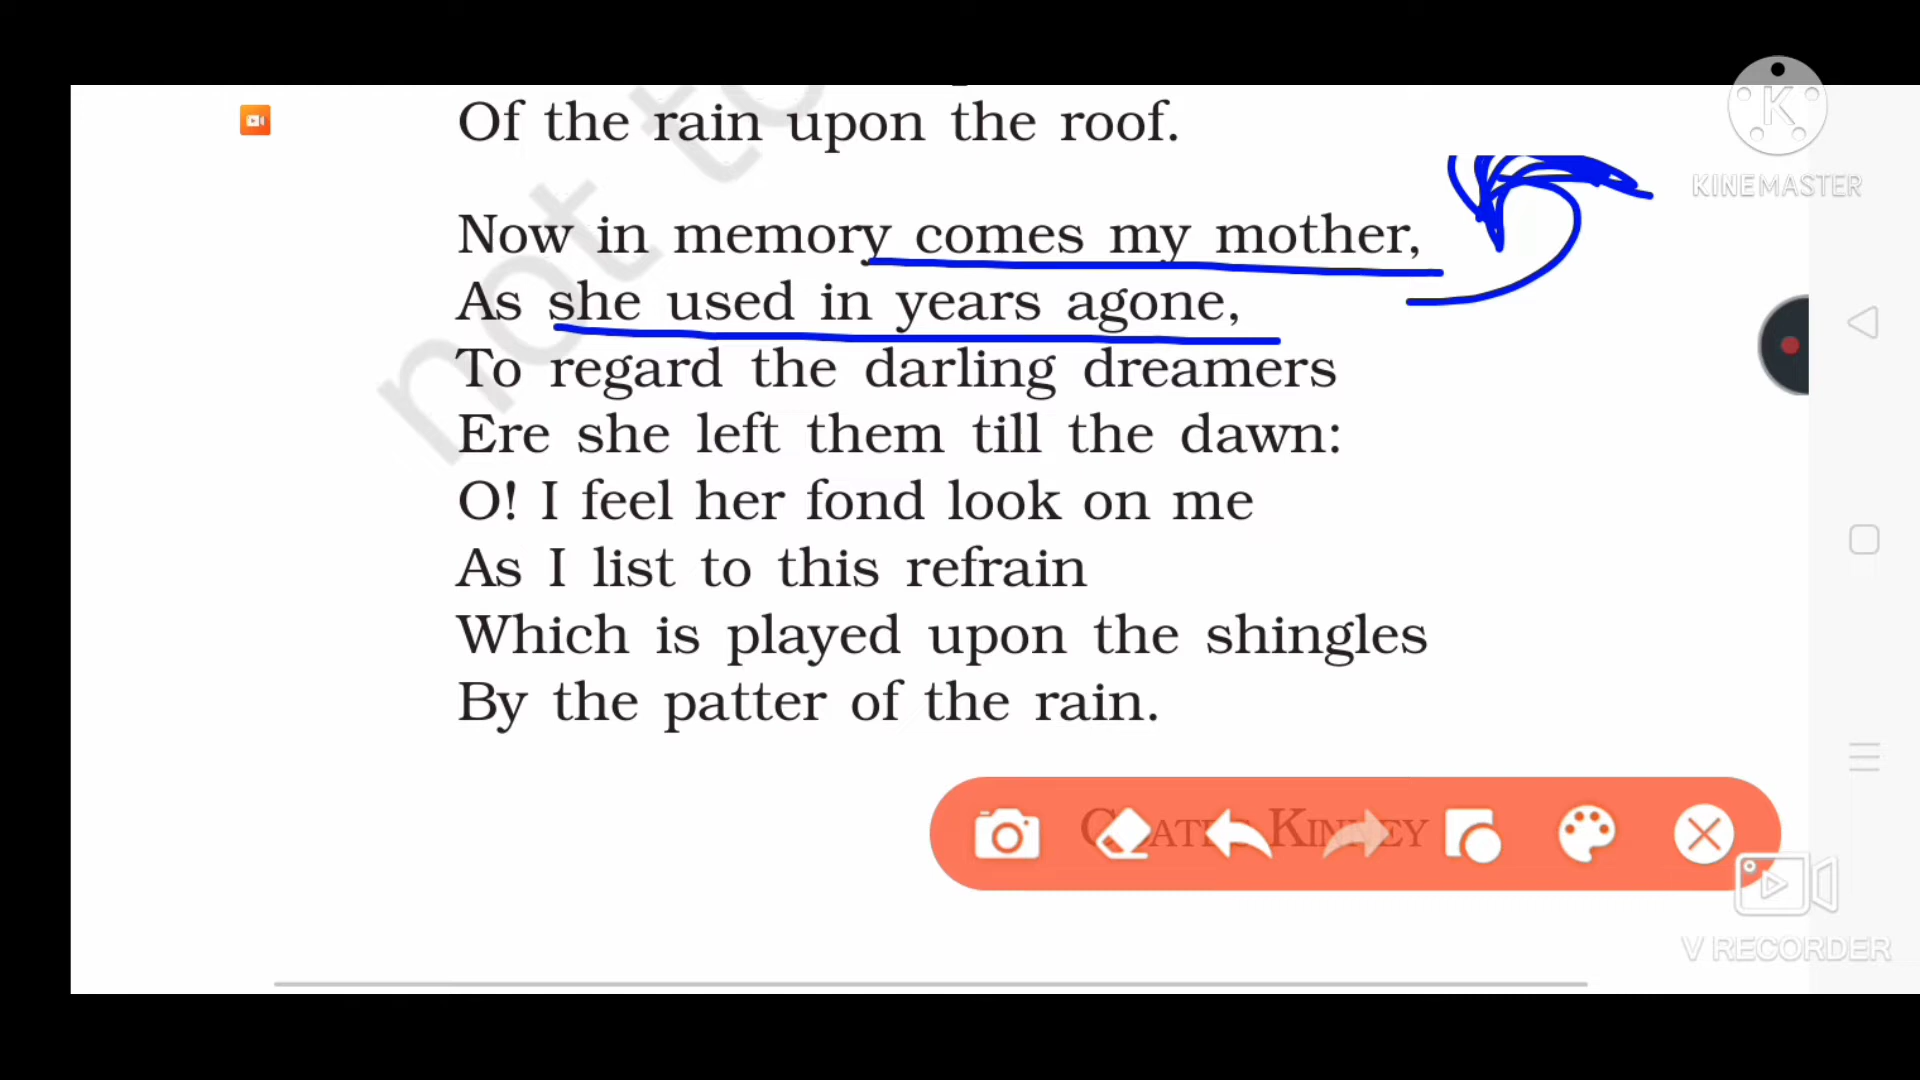 Of the rain upon the roof.
Now in memory comes my mother,
As she used in years agone,
To regard the darling dreamers
Ere she left them till the dawn:
O! I feel her fond look on me
As I list to this refrain
Which is played upon the shingles
By the patter of the rain.
K
KINEMASTER
V RECORDER
not to